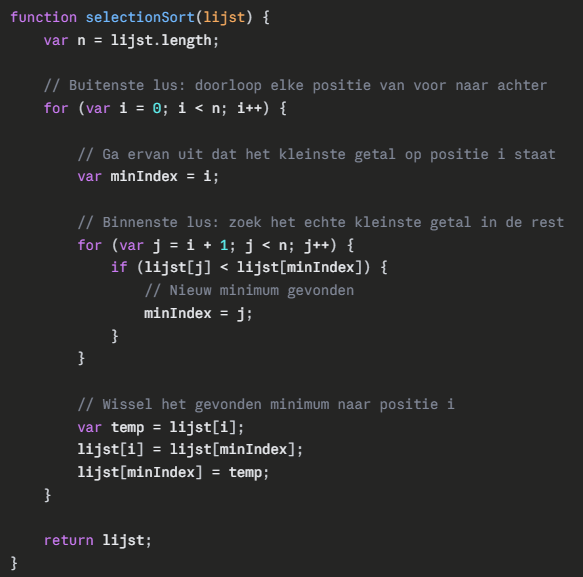 function selectionSort(lijst) {
    var n = lijst.length;

    // Buitenste lus: doorloop elke positie van voor naar achter
    for (var i = 0; i < n; i++) {

        // Ga ervan uit dat het kleinste getal op positie i staat
        var minIndex = i;

        // Binnenste lus: zoek het echte kleinste getal in de rest
        for (var j = i + 1; j < n; j++) {
            if (lijst[j] < lijst[minIndex]) {
                // Nieuw minimum gevonden
                minIndex = j;
            }
        }

        // Wissel het gevonden minimum naar positie i
        var temp = lijst[i];
        lijst[i] = lijst[minIndex];
        lijst[minIndex] = temp;
    }

    return lijst;
}